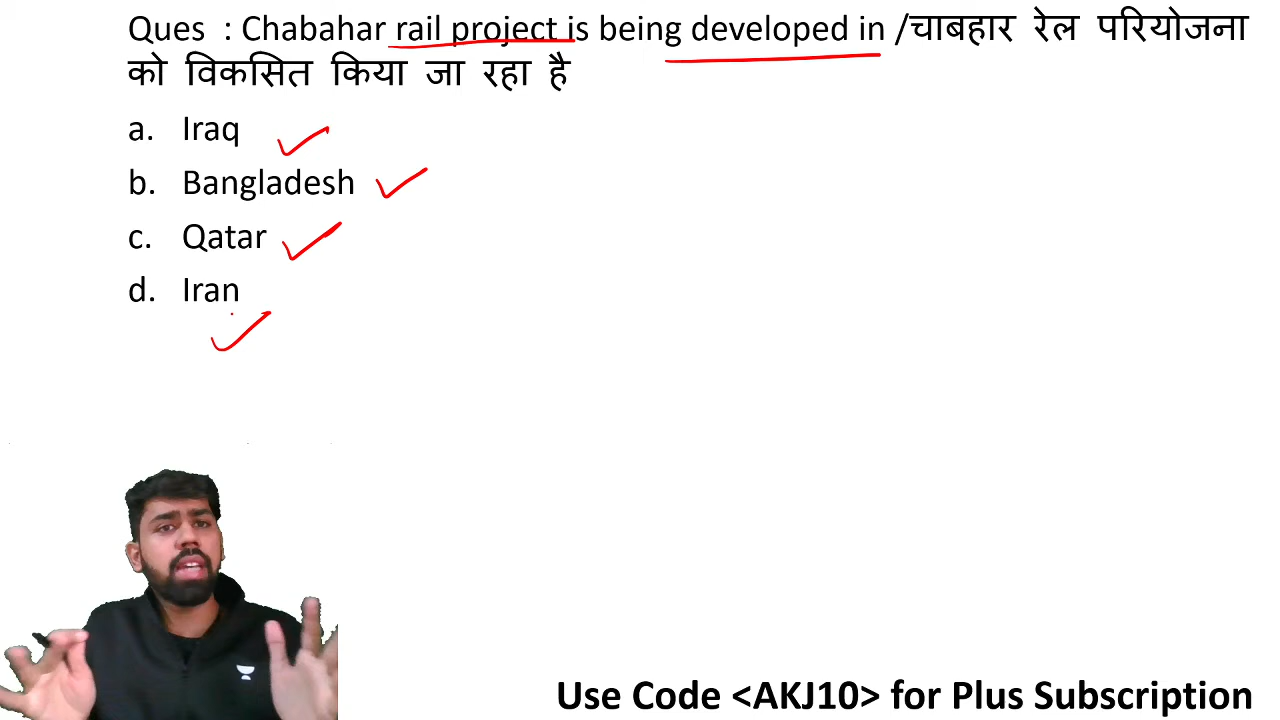 Ques : Chabahar rail project is being developed in /चाबहार रेल परियोजना
को विकसित किया जा रहा है
a. Iraq
b. Bangladesh
c. Qatar
d. Iran
Use Code <AKJ10> for Plus Subscription